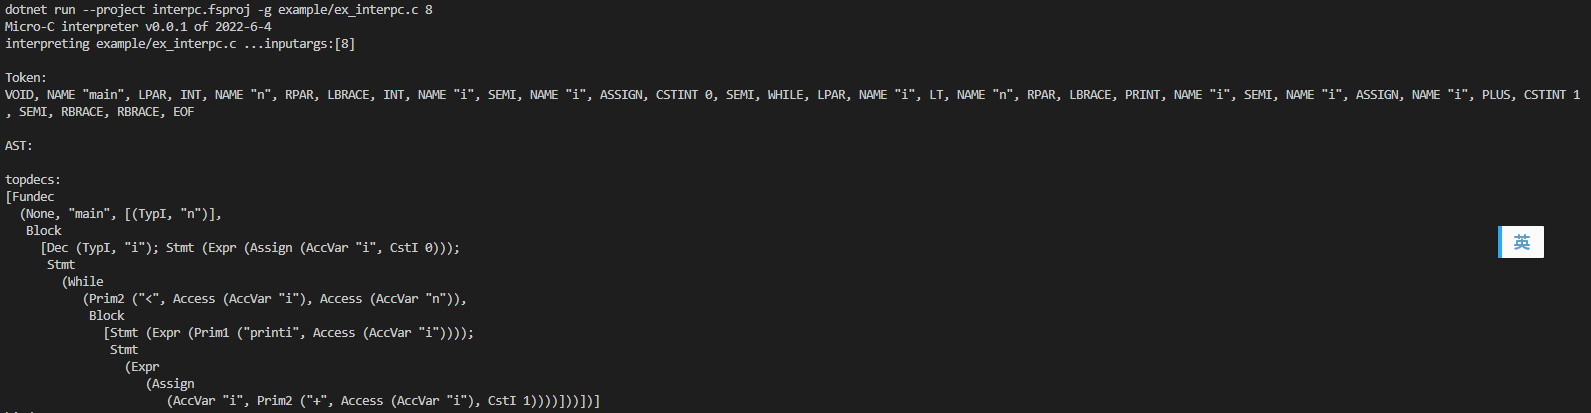 dotnet run --project interpc.fsproj -g example/ex_interpc.c 8
Micro-C interpreter v0.0.1 of 2022-6-4
interpreting example/ex_interpc.c ...inputargs:[8]
Token:
VOID, NAME "main", LPAR, INT, NAME "n", RPAR, LBRACE, INT, NAME "i", SEMI, NAME "i", ASSIGN, CSTINT 0, SEMI, WHILE, LPAR, NAME "i", LT, NAME "n", RPAR, LBRACE, PRINT, NAME "i", SEMI, NAME "i", ASSIGN, NAME "i", PLUS, CSTINT 1
, SEMI, RBRACE, RBRACE, EOF
AST:
topdecs:
[Fundec
(None, "main", [(TypI, "n")],
Block
[Dec (TypI, "i"); Stmt (Expr (Assign (AccVar "i", CstI 0)));
Stmt
(While
(Prim2 ("<", Access (AccVar "i"), Access (AccVar "n")),
Block
[Stmt (Expr (Prim1 ("printi", Access (AccVar "i"))));
Stmt
(Expr
(Assign
(AccVar "i", Prim2 ("+", Access (AccVar "i"), CstI 1))))]))])]
英